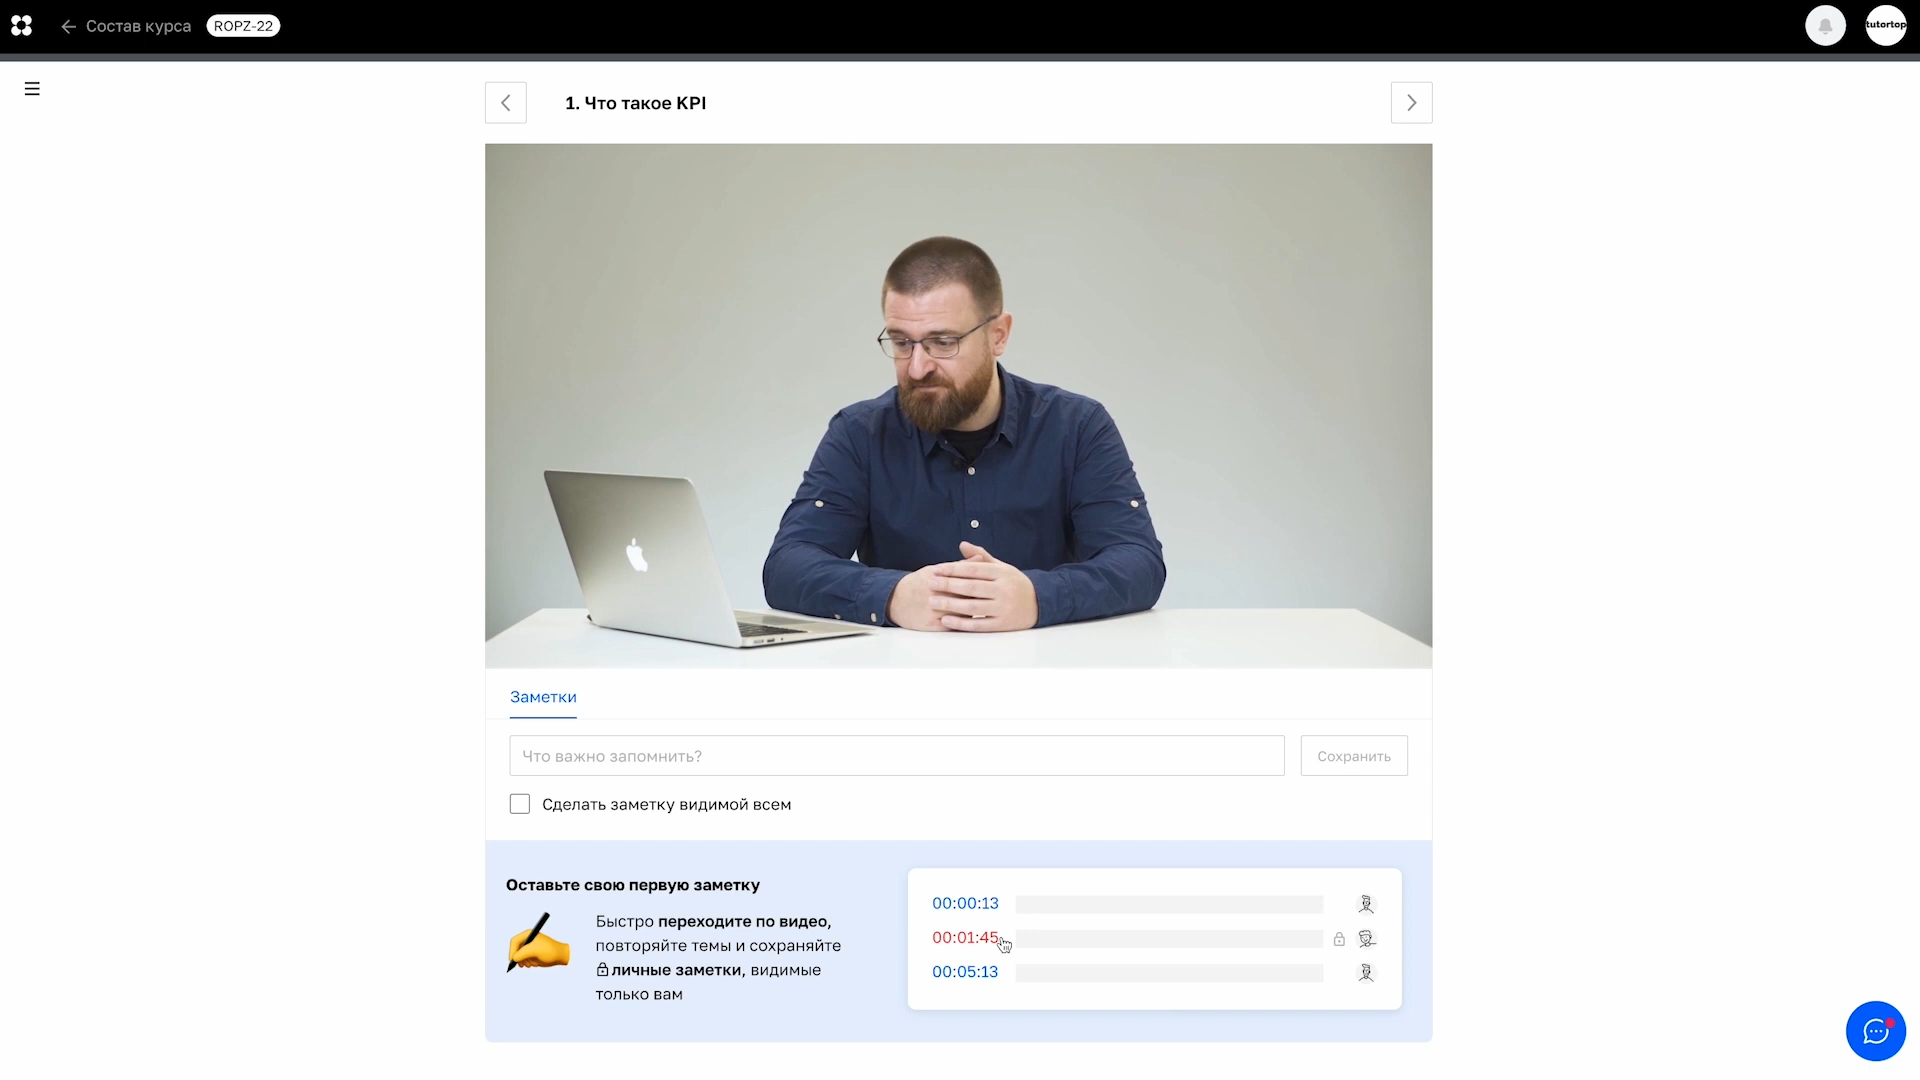 Состав курса
ROPZ-22
tutortop
1. Что такое KPI
Заметки
Что важно запомнить?
Сохранить
Сделать заметку видимой всем
Оставьте свою первую заметку
Быстро переходите по видео,
повторяйте темы и сохраняйте
личные заметки, видимые
только вам
00:00:13
00:01:45
00:05:13